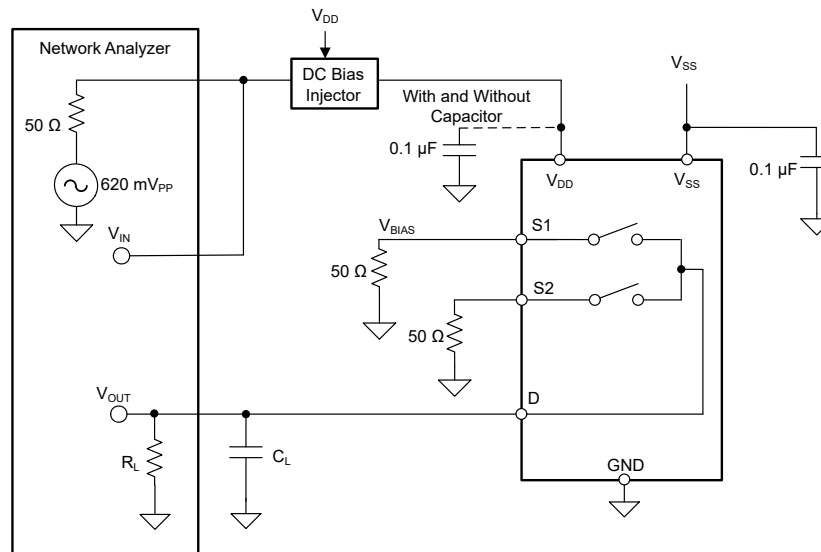 V_DD
Network Analyzer
DC Bias
Injector
V_SS
With and Without
Capacitor
50 Ω
0.1 µF
0.1 µF
620 mV_PP
V_DD
V_SS
V_IN
V_BIAS
S1
50 Ω
S2
50 Ω
V_OUT
D
R_L
C_L
GND